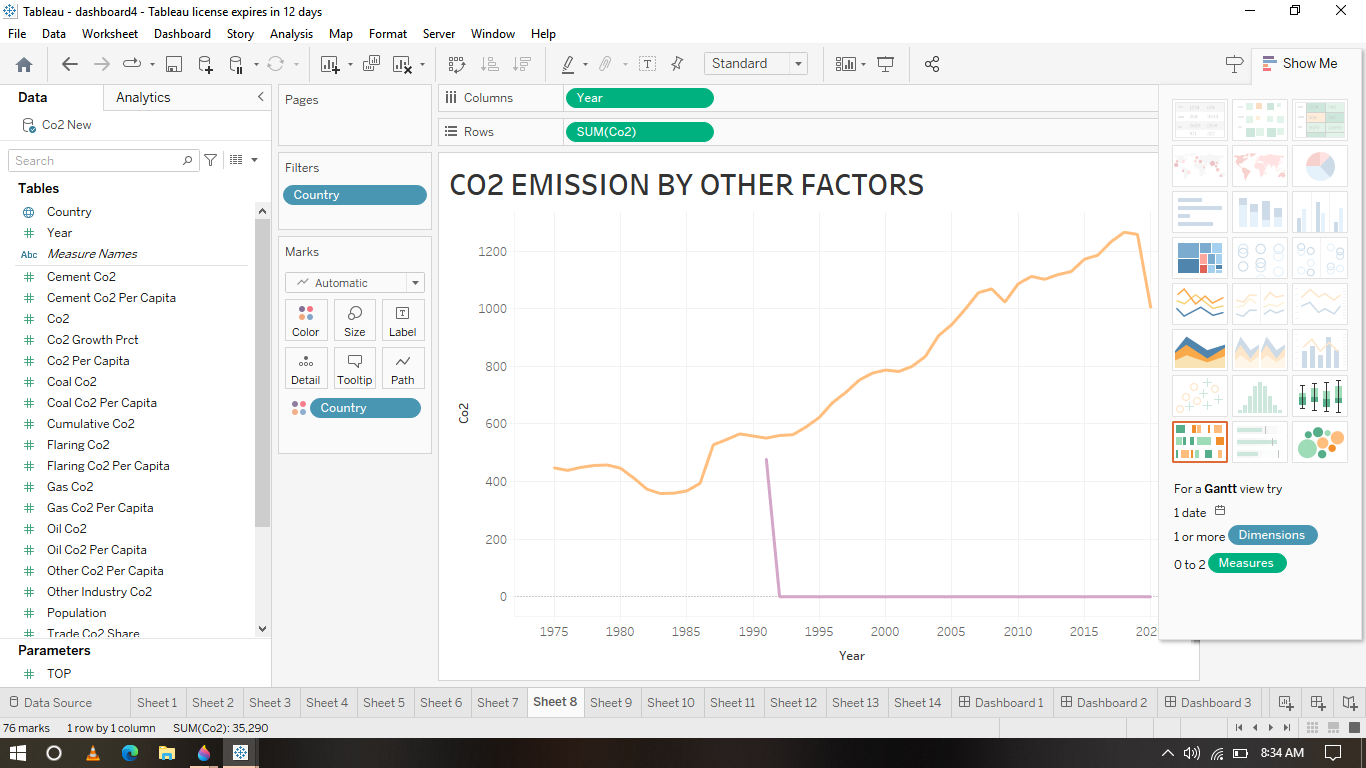 Tableau - dashboard4 - Tableau license expires in 12 days
File Data Worksheet Dashboard Story Analysis Map Format Server Window Help
Standard
Show Me
Data Analytics
Co2 New
Search
Tables
Country
Year
Abc Measure Names
Cement Co2
Cement Co2 Per Capita
Co2
Co2 Growth Prct
Co2 Per Capita
Coal Co2
Coal Co2 Per Capita
Cumulative Co2
Flaring Co2
Flaring Co2 Per Capita
Gas Co2
Gas Co2 Per Capita
Oil Co2
Oil Co2 Per Capita
Other Co2 Per Capita
Other Industry Co2
Population
Trade Co2 Share
Parameters
TOP
Pages
Filters
Country
Marks
Automatic
Color Size Label
Detail Tooltip Path
Country
Columns Year
Rows SUM(Co2)
CO2 EMISSION BY OTHER FACTORS
1200
1000
800
600
400
200
0
Co2
1975 1980 1985 1990 1995 2000 2005 2010 2015 202
Year
For a Gantt view try
1 date
1 or more Dimensions
0 to 2 Measures
Data Source Sheet 1 Sheet 2 Sheet 3 Sheet 4 Sheet 5 Sheet 6 Sheet 7 Sheet 8 Sheet 9 Sheet 10 Sheet 11 Sheet 12 Sheet 13 Sheet 14 Dashboard 1 Dashboard 2 Dashboard 3
76 marks 1 row by 1 column SUM(Co2): 35,290
8:34 AM